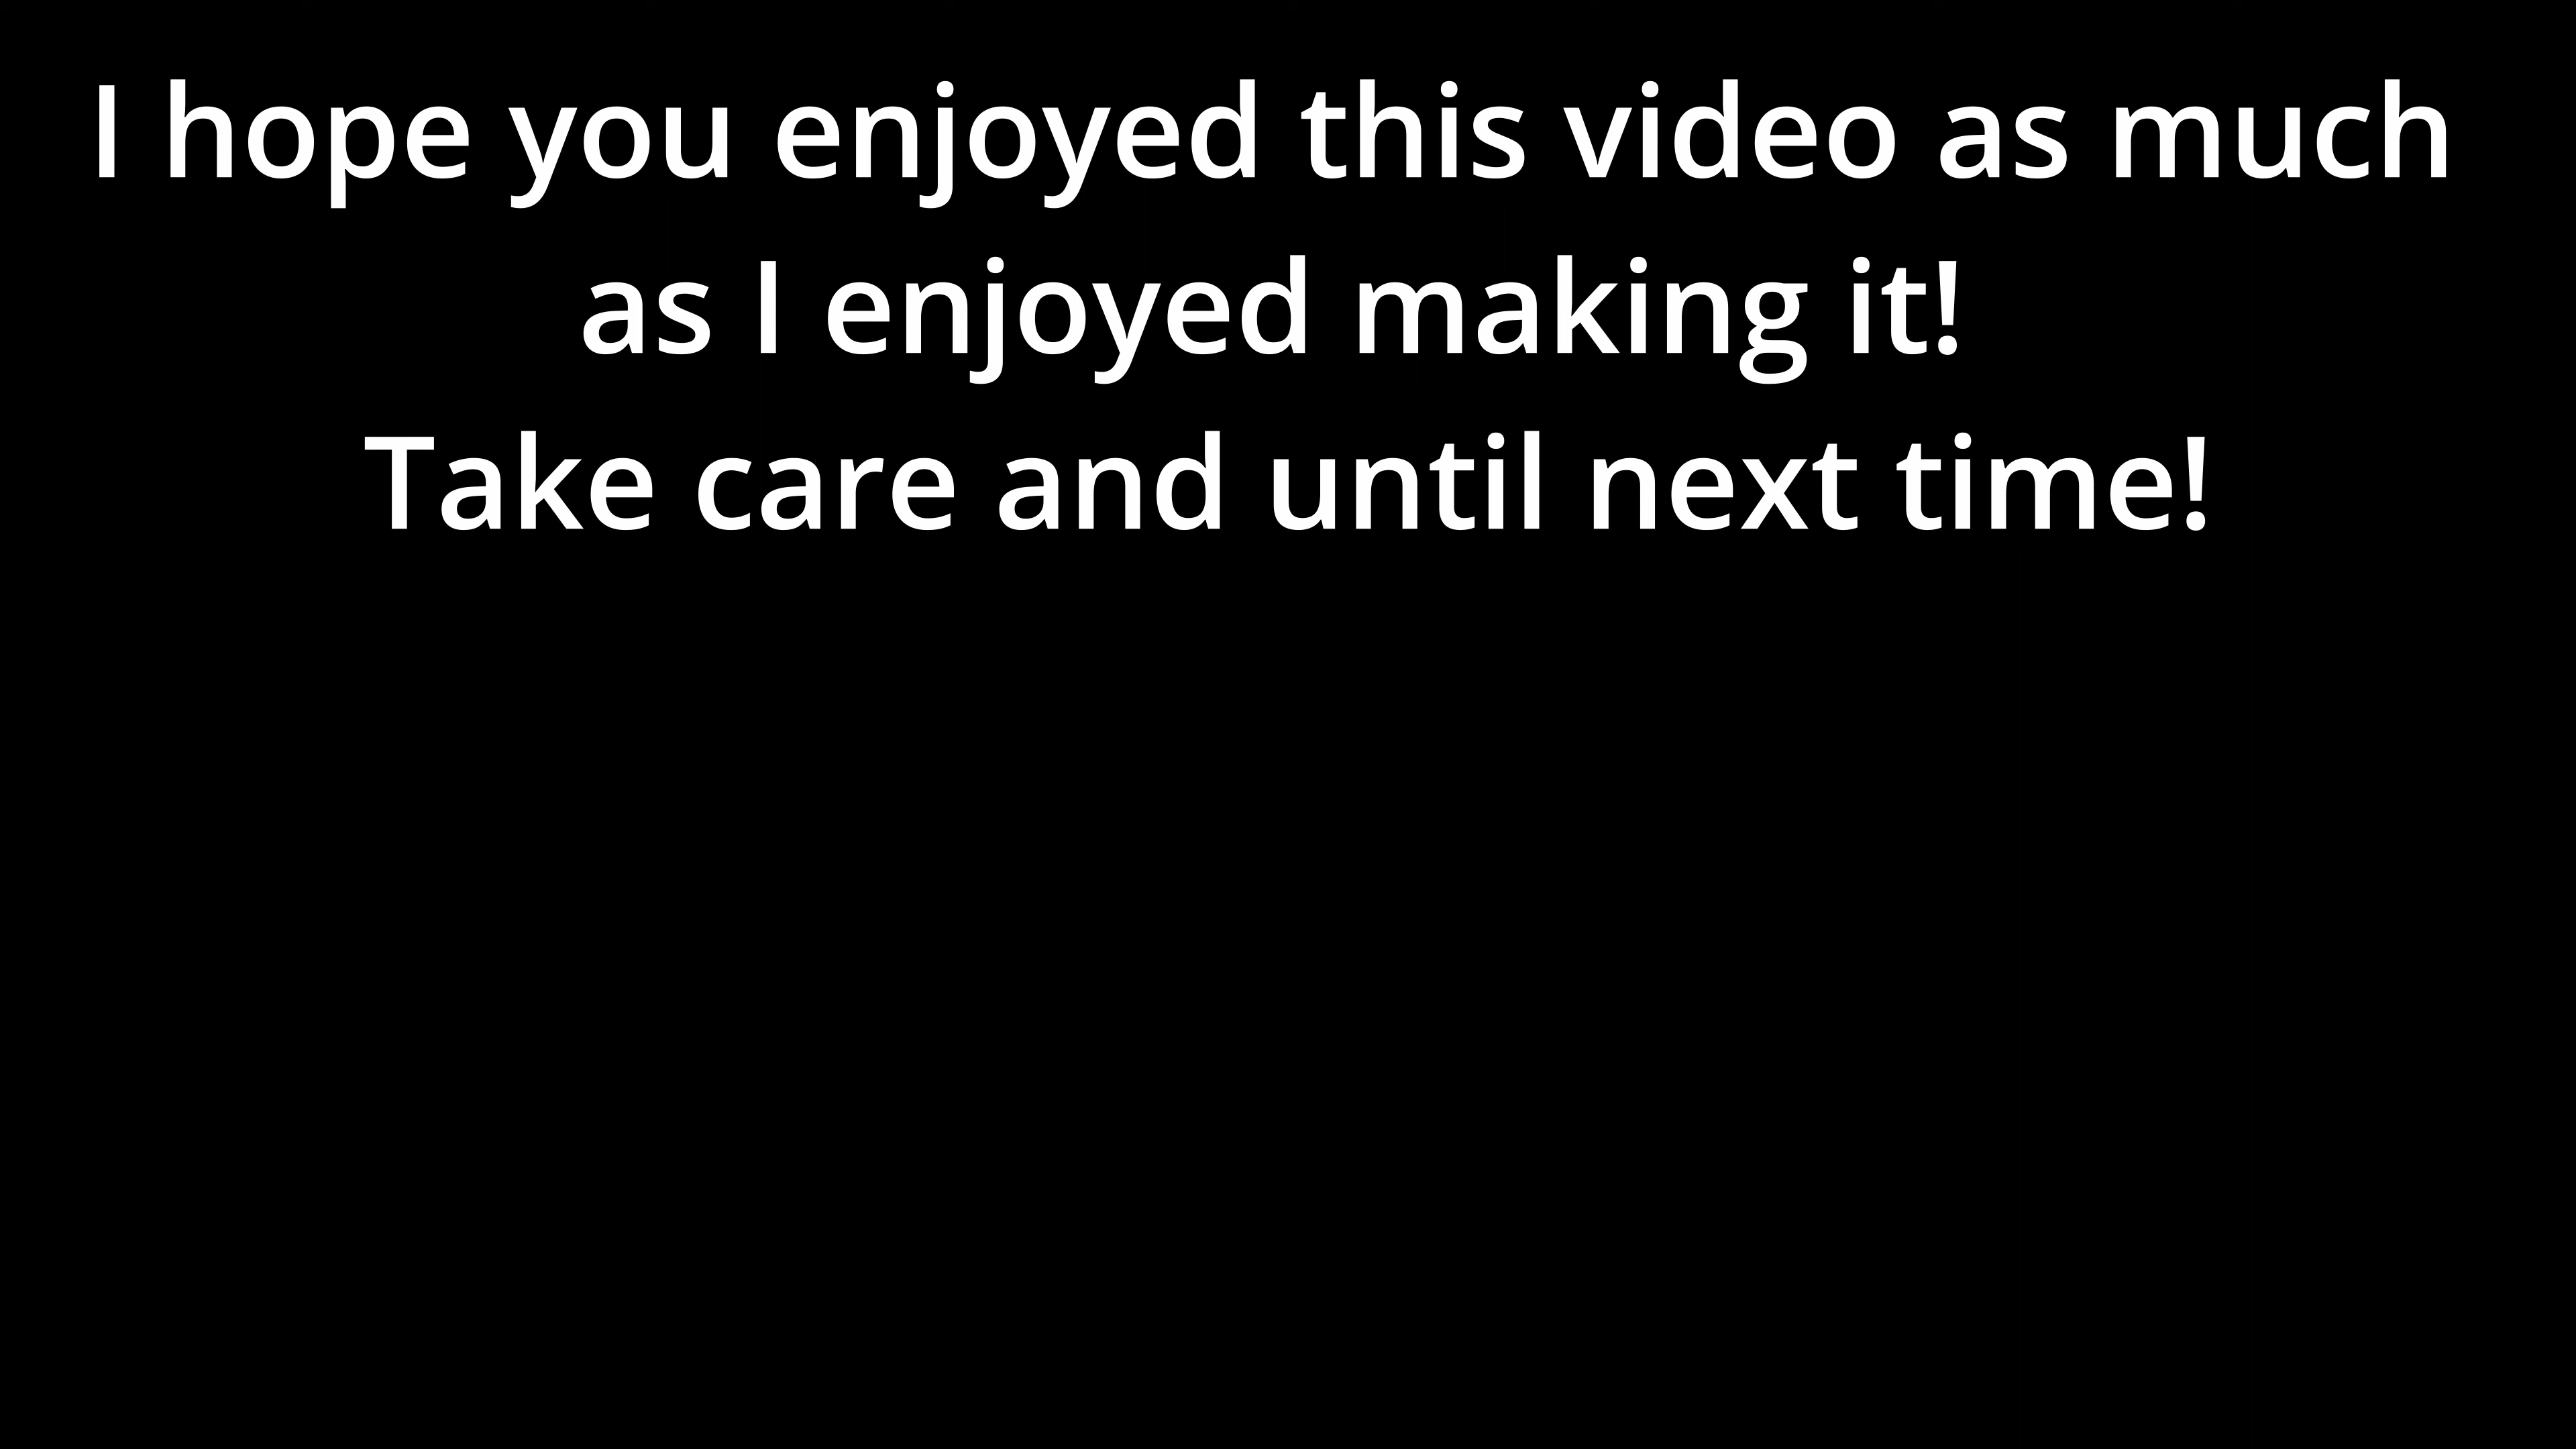 I hope you enjoyed this video as much
as I enjoyed making it!
Take care and until next time!